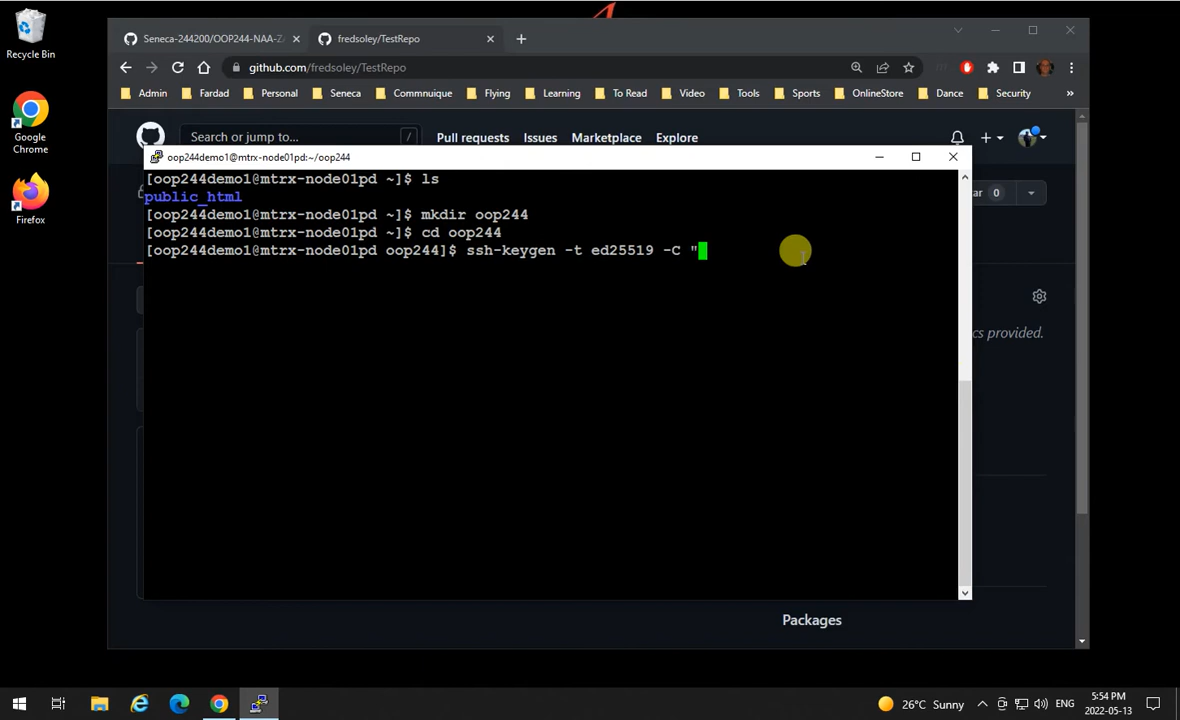 Recycle Bin
Google Chrome
Firefox
Seneca-244200/OOP244-NAA-Z
fredsoley/TestRepo
github.com/fredsoley/TestRepo
Admin Fardad Personal Seneca Commnuique Flying Learning To Read Video Tools Sports OnlineStore Dance Security »
Search or jump to... / Pull requests Issues Marketplace Explore
oop244demo1@mtrx-node01pd:~/oop244
[oop244demo1@mtrx-node01pd ~]$ ls
public_html
[oop244demo1@mtrx-node01pd ~]$ mkdir oop244
[oop244demo1@mtrx-node01pd ~]$ cd oop244
[oop244demo1@mtrx-node01pd oop244]$ ssh-keygen -t ed25519 -C "
ar 0
cs provided.
Packages
26°C Sunny
ENG
5:54 PM
2022-05-13